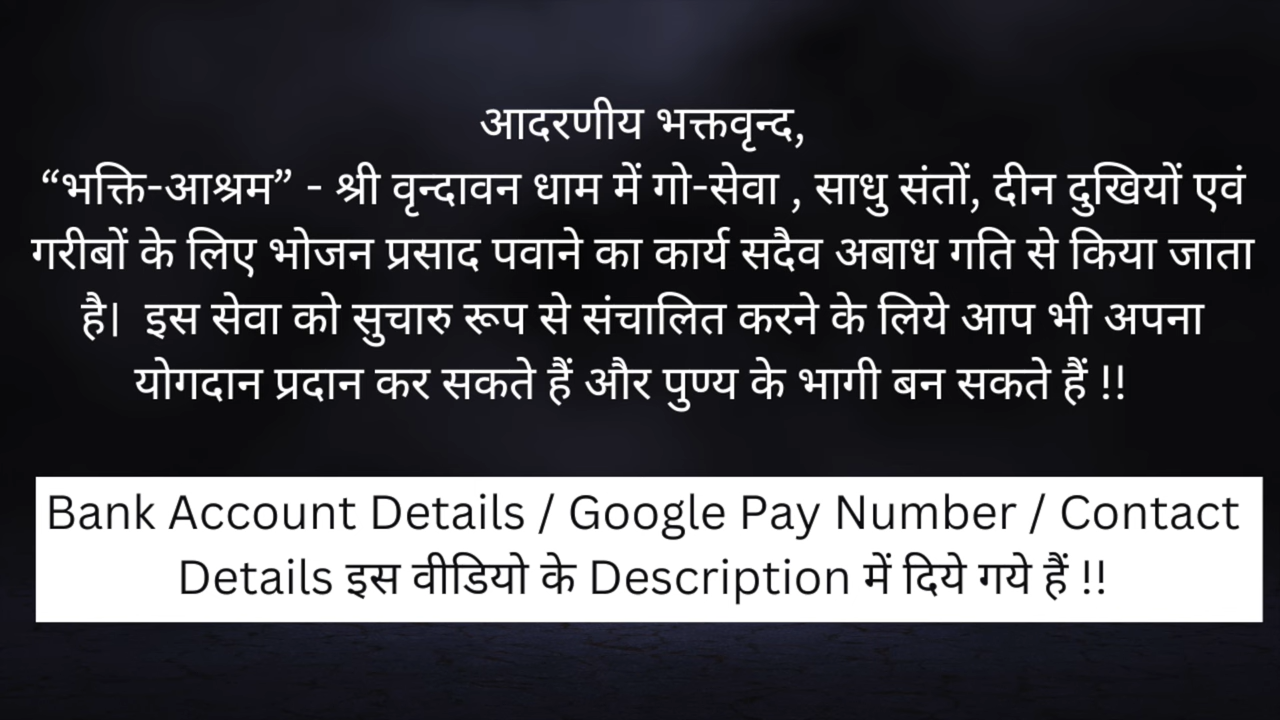 आदरणीय भक्तवृन्द,
“भक्ति-आश्रम” - श्री वृन्दावन धाम में गो-सेवा , साधु संतों, दीन दुखियों एवं
गरीबों के लिए भोजन प्रसाद पवाने का कार्य सदैव अबाध गति से किया जाता
है।  इस सेवा को सुचारु रूप से संचालित करने के लिये आप भी अपना
योगदान प्रदान कर सकते हैं और पुण्य के भागी बन सकते हैं !!
Bank Account Details / Google Pay Number / Contact
Details इस वीडियो के Description में दिये गये हैं !!